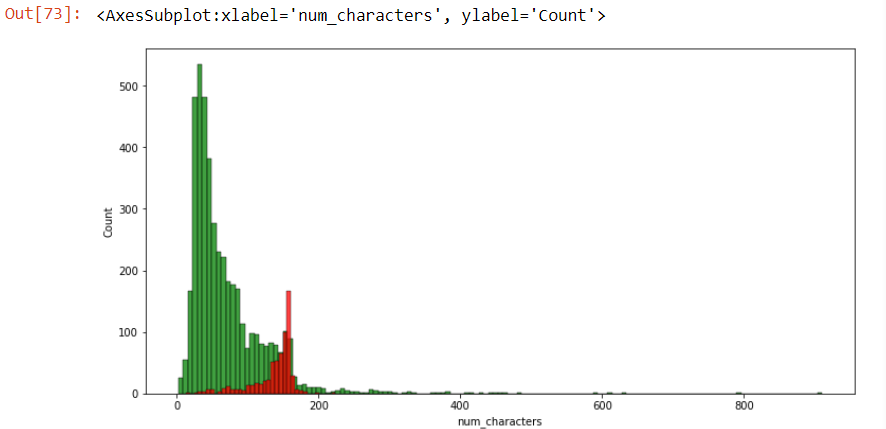 Out[73]: <AxesSubplot:xlabel='num_characters', ylabel='Count'>
500
400
300
200
100
0
Count
0 200 400 600 800
num_characters